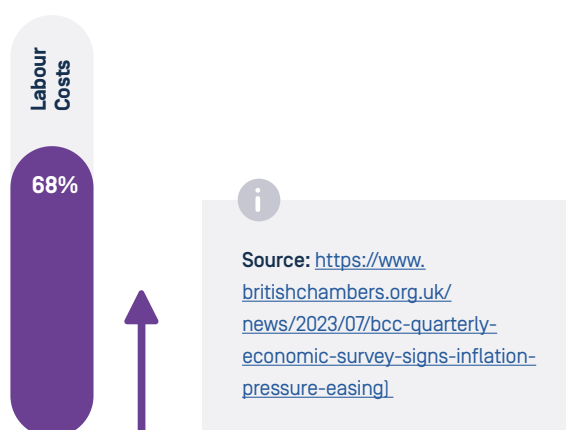 Labour
Costs
68%
i
Source: https://www.
britishchambers.org.uk/
news/2023/07/bcc-quarterly-
economic-survey-signs-inflation-
pressure-easing]